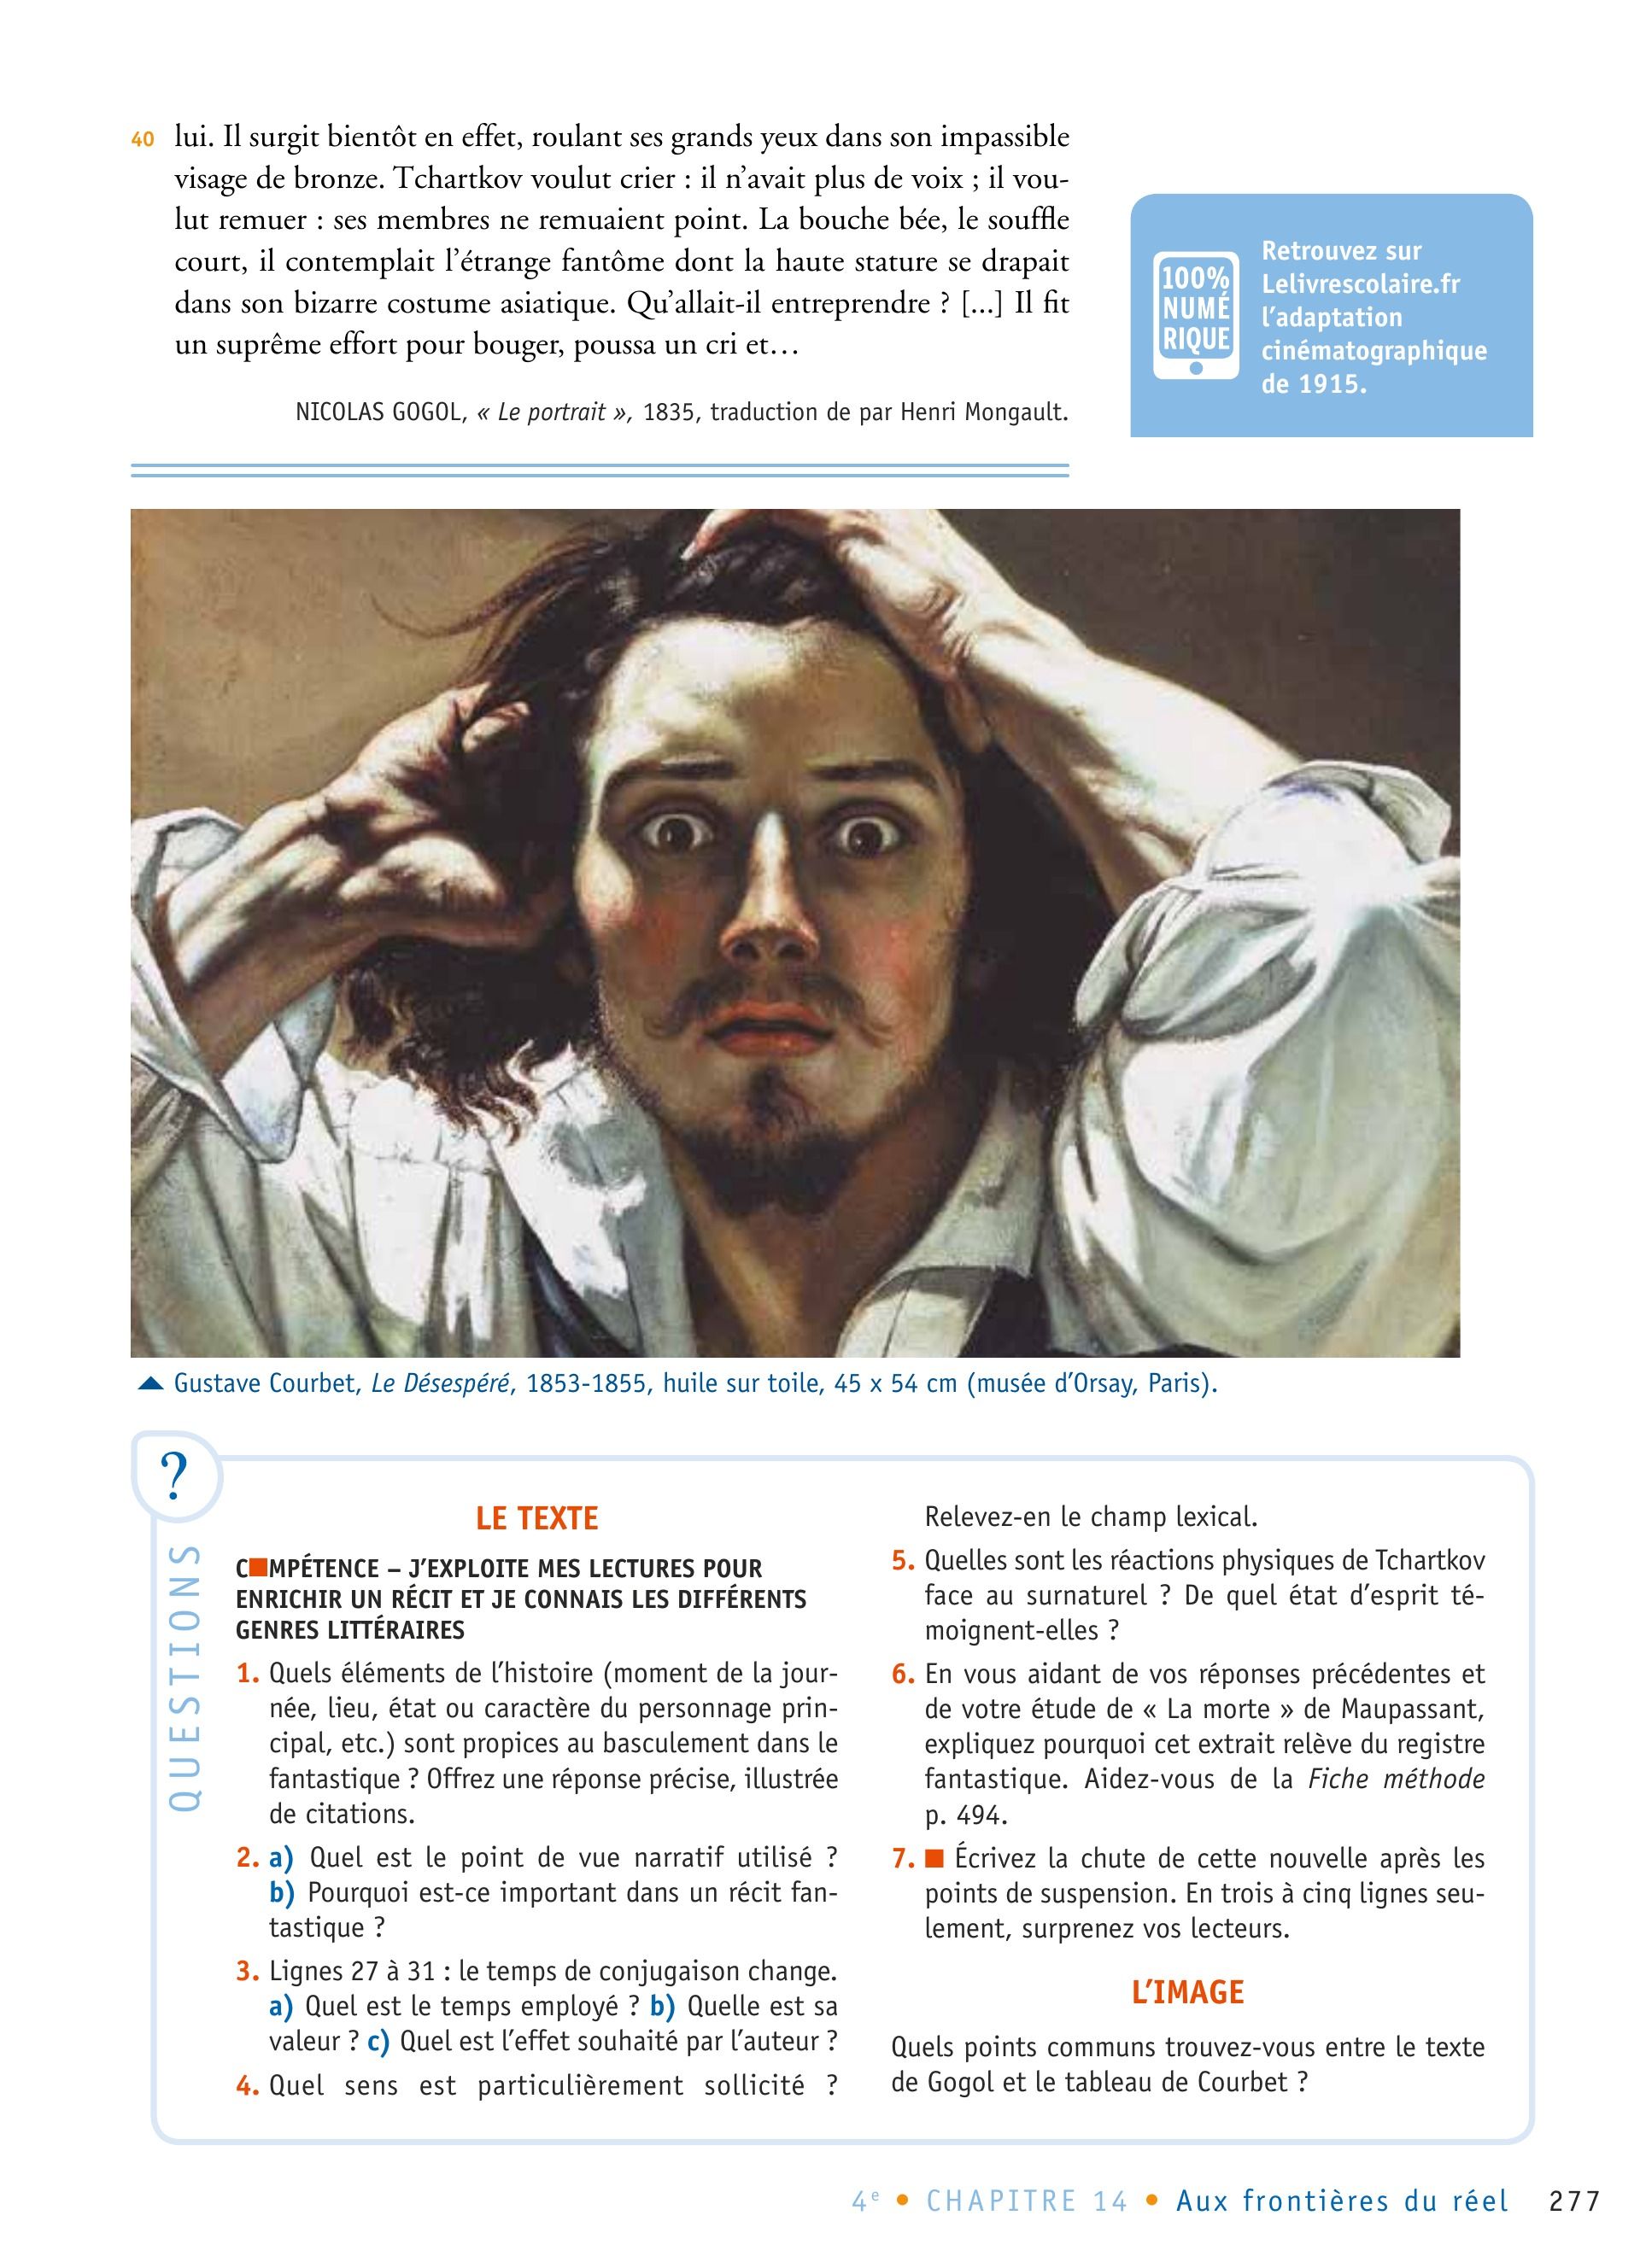 40 lui. Il surgit bientôt en effet, roulant ses grands yeux dans son impassible
visage de bronze. Tchartkov voulut crier : il n'avait plus de voix ; il vou-
lut remuer : ses membres ne remuaient point. La bouche bée, le souffle
court, il contemplait l'étrange fantôme dont la haute stature se drapait
dans son bizarre costume asiatique. Qu'allait-il entreprendre ? [...] Il fit
un suprême effort pour bouger, poussa un cri et…
NICOLAS GOGOL, « Le portrait », 1835, traduction de par Henri Mongault.
100%
NUMÉ
RIQUE
Retrouvez sur
Lelivrescolaire.fr
l'adaptation
cinématographique
de 1915.
Gustave Courbet, Le Désespéré, 1853-1855, huile sur toile, 45 x 54 cm (musée d'Orsay, Paris).
?
QUESTIONS
LE TEXTE
C■MPÉTENCE – J'EXPLOITE MES LECTURES POUR
ENRICHIR UN RÉCIT ET JE CONNAIS LES DIFFÉRENTS
GENRES LITTÉRAIRES
1. Quels éléments de l'histoire (moment de la jour-
née, lieu, état ou caractère du personnage prin-
cipal, etc.) sont propices au basculement dans le
fantastique ? Offrez une réponse précise, illustrée
de citations.
2. a) Quel est le point de vue narratif utilisé ?
b) Pourquoi est-ce important dans un récit fan-
tastique ?
3. Lignes 27 à 31 : le temps de conjugaison change.
a) Quel est le temps employé ? b) Quelle est sa
valeur ? c) Quel est l'effet souhaité par l'auteur ?
4. Quel sens est particulièrement sollicité ?
Relevez-en le champ lexical.
5. Quelles sont les réactions physiques de Tchartkov
face au surnaturel ? De quel état d'esprit té-
moignent-elles ?
6. En vous aidant de vos réponses précédentes et
de votre étude de « La morte » de Maupassant,
expliquez pourquoi cet extrait relève du registre
fantastique. Aidez-vous de la Fiche méthode
p. 494.
7. ■ Écrivez la chute de cette nouvelle après les
points de suspension. En trois à cinq lignes seu-
lement, surprenez vos lecteurs.
L'IMAGE
Quels points communs trouvez-vous entre le texte
de Gogol et le tableau de Courbet ?
4e • CHAPITRE 14 • Aux frontières du réel 277